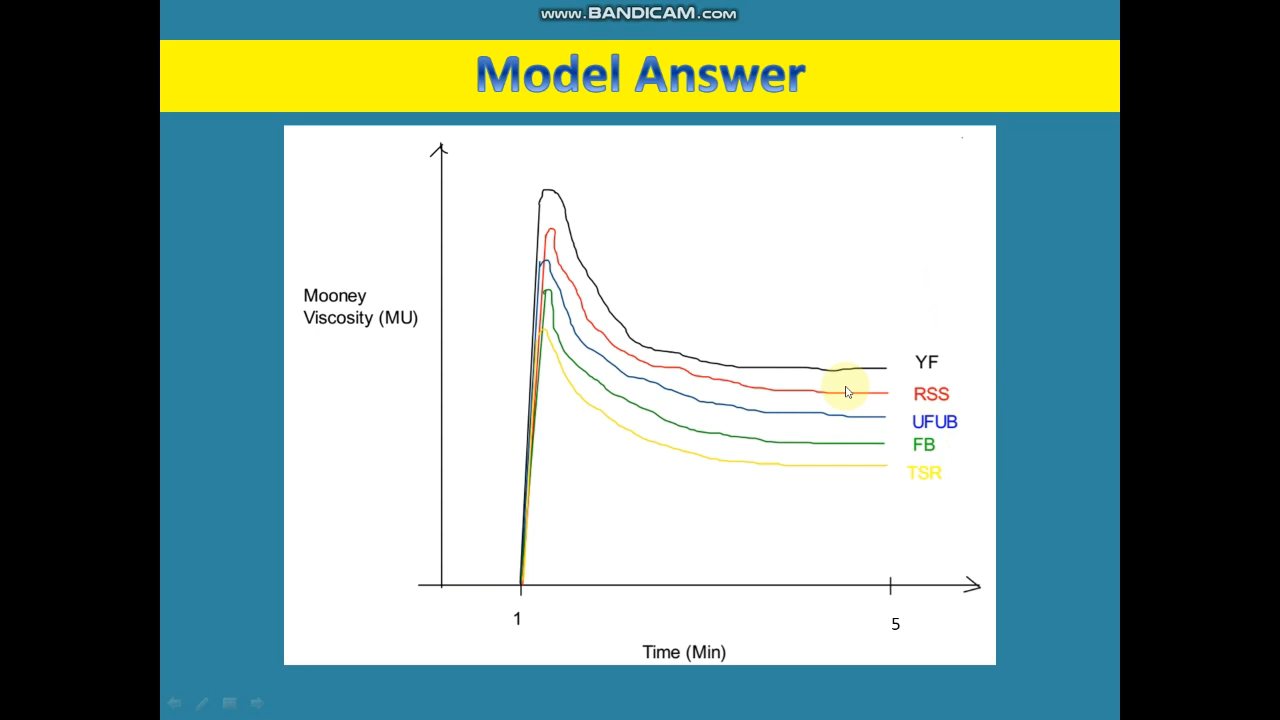 www.BANDICAM.com
Model Answer
Mooney
Viscosity (MU)
YF
RSS
UFUB
FB
TSR
1
5
Time (Min)